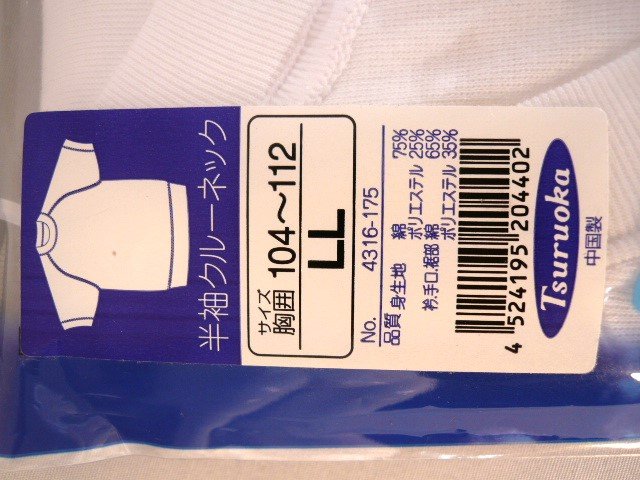 半袖クルーネック
サイズ
胸囲 104～112
LL
No. 4316-175
品質 身生地 綿 75%
ポリエステル 25%
衿,手口,裾部 綿 65%
ポリエステル 35%
4 524195 204402
Tsuruoka
中国製